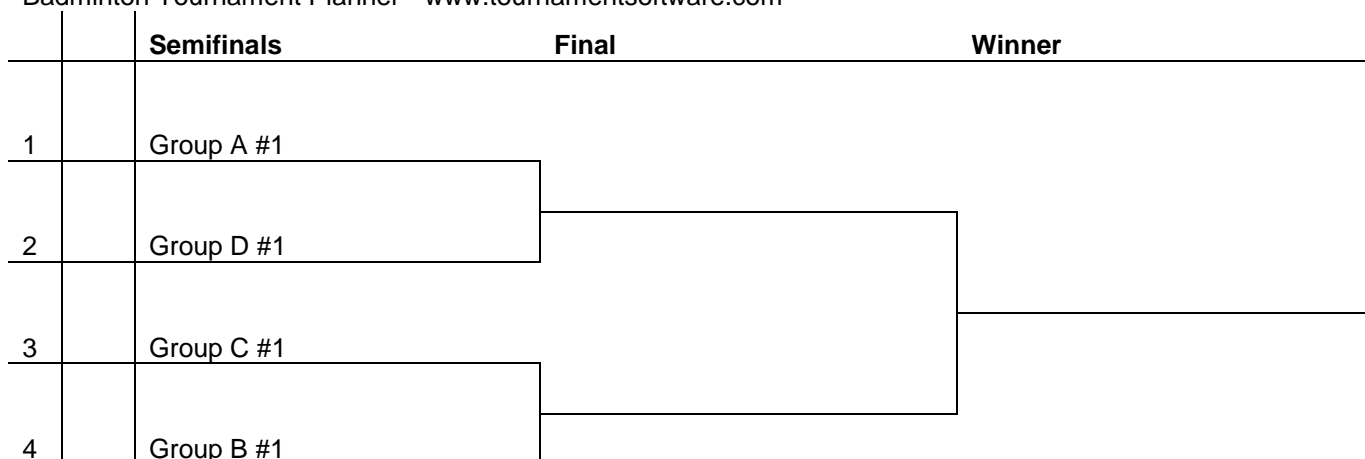 Badminton Tournament Planner - www.tournamentsoftware.com
Semifinals Final Winner
1 Group A #1
2 Group D #1
3 Group C #1
4 Group B #1